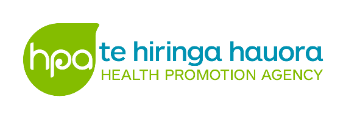 hpa
te hiringa hauora
HEALTH PROMOTION AGENCY